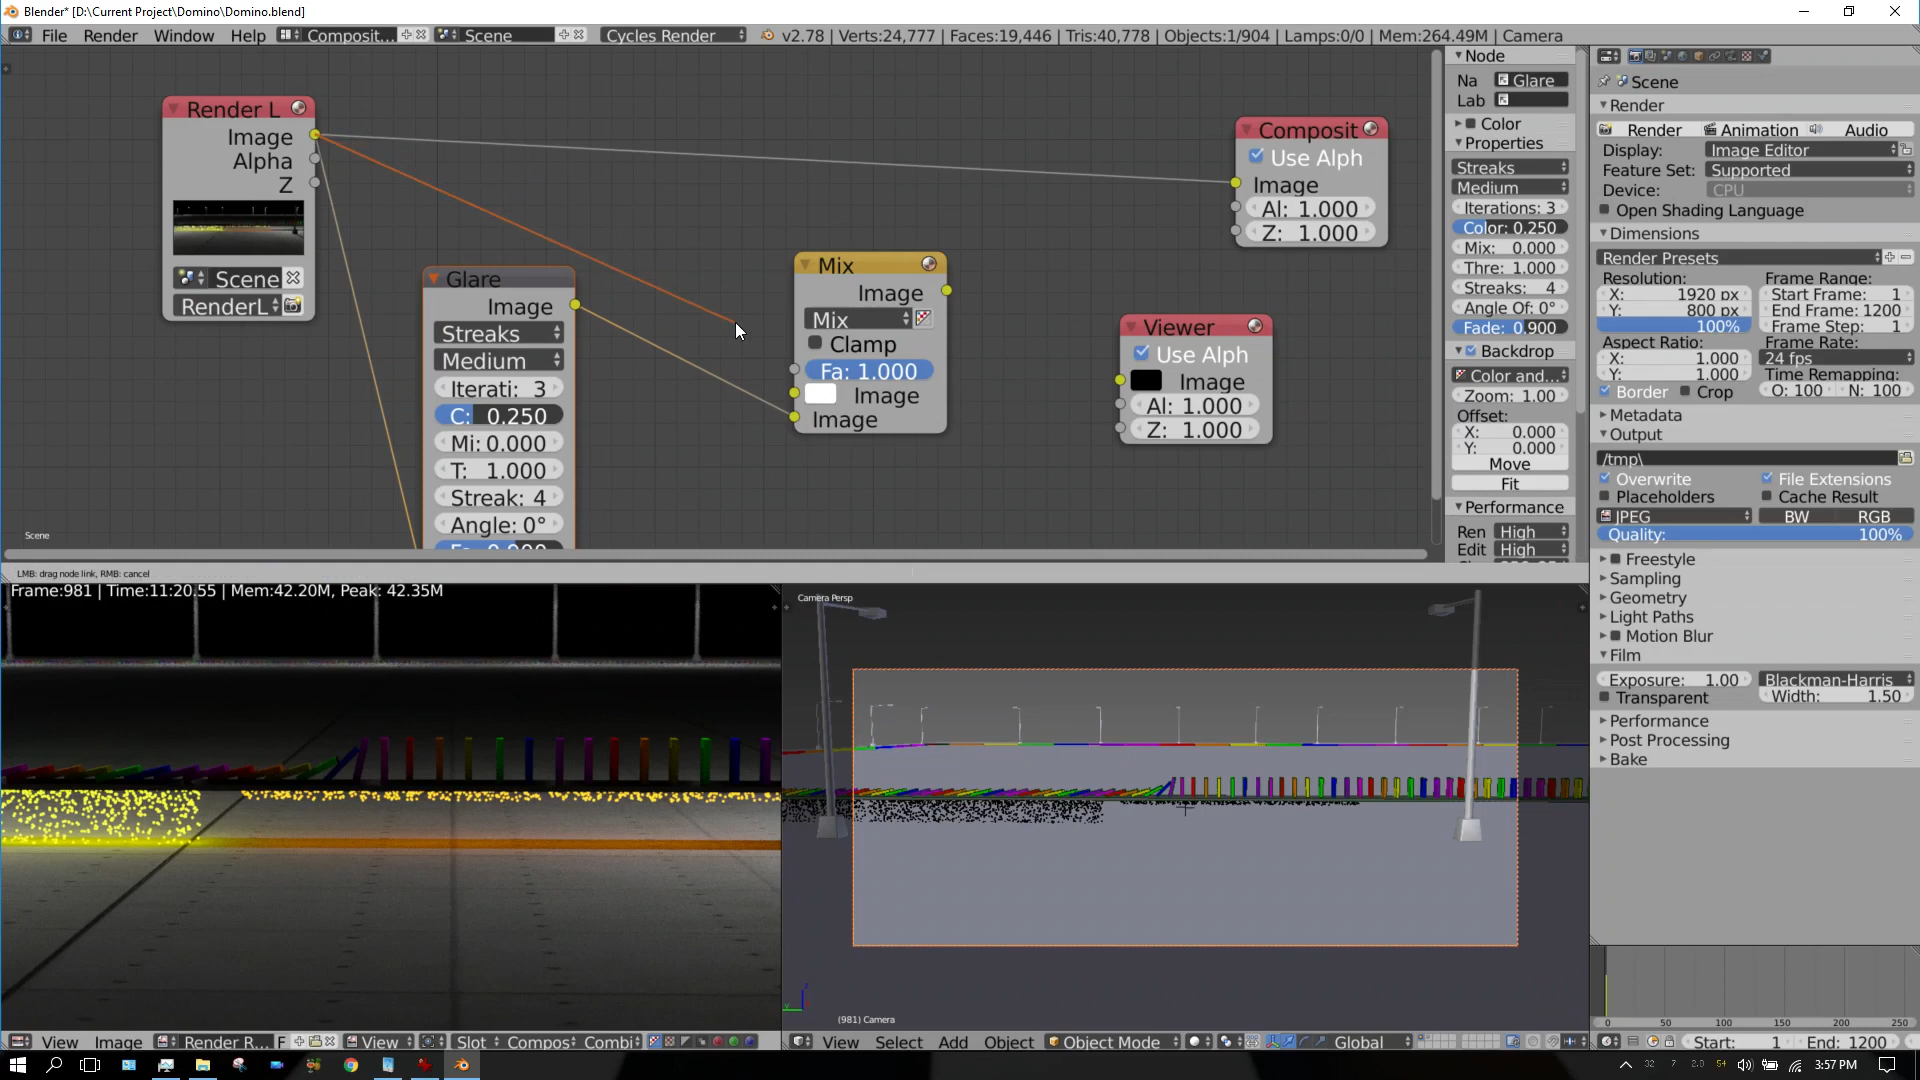 Blender* [D:\Current Project\Domino\Domino.blend]
File Render Window Help Composit... Scene Cycles Render v2.78 | Verts:24,777 | Faces:19,446 | Tris:40,778 | Objects:1/904 | Lamps:0/0 | Mem:264.49M | Camera
Render L
Image
Alpha
Z
Scene
RenderL
Glare
Image
Streaks
Medium
Iterati: 3
C: 0.250
Mi: 0.000
T: 1.000
Streak: 4
Angle: 0°
Fa 0.900
Mix
Image
Mix
Clamp
Fa: 1.000
Image
Image
Composit
Use Alph
Image
Al: 1.000
Z: 1.000
Viewer
Use Alph
Image
Al: 1.000
Z: 1.000
Scene
LMB: drag node link, RMB: cancel
Node
Na Glare
Lab
Color
Properties
Streaks
Medium
Iterations: 3
Color: 0.250
Mix: 0.000
Thre: 1.000
Streaks: 4
Angle Of: 0°
Fade: 0.900
Backdrop
Color and...
Zoom: 1.00
Offset:
X: 0.000
Y: 0.000
Move
Fit
Performance
Ren High
Edit High
Scene
Render
Render Animation Audio
Display: Image Editor
Feature Set: Supported
Device: CPU
Open Shading Language
Dimensions
Render Presets
Resolution: Frame Range:
X: 1920 px Start Frame: 1
Y: 800 px End Frame: 1200
100% Frame Step: 1
Aspect Ratio: Frame Rate:
X: 1.000 24 fps
Y: 1.000 Time Remapping:
Border Crop O: 100 N: 100
Metadata
Output
/tmp\
Overwrite File Extensions
Placeholders Cache Result
JPEG BW RGB
Quality: 100%
Freestyle
Sampling
Geometry
Light Paths
Motion Blur
Film
Exposure: 1.00 Blackman-Harris
Transparent Width: 1.50
Performance
Post Processing
Bake
Frame:981 | Time:11:20.55 | Mem:42.20M, Peak: 42.35M
Camera Persp
(981) Camera
View Image Render R... F View Slot Compos Combi
View Select Add Object Object Mode Global
0 50 100 150 200 250
Start: 1 End: 1200
3:57 PM